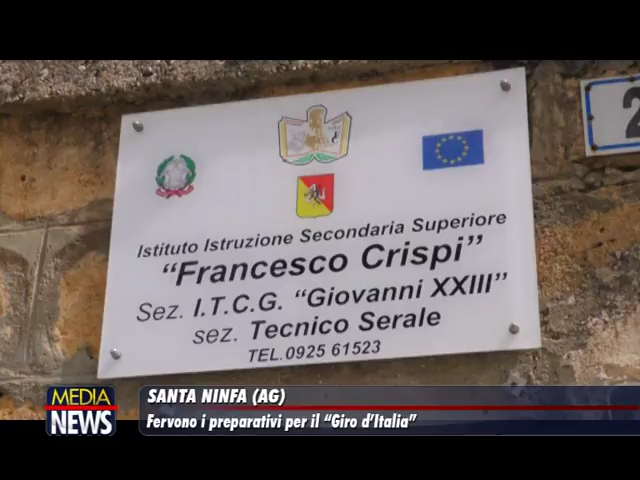 2
Istituto Istruzione Secondaria Superiore
"Francesco Crispi"
Sez. I.T.C.G. "Giovanni XXIII"
sez. Tecnico Serale
TEL.0925 61523
MEDIA
NEWS
SANTA NINFA (AG)
Fervono i preparativi per il "Giro d'Italia"